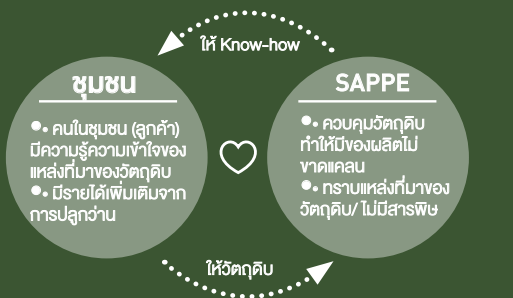 ให้ Know-how
ชุมชน
• คนในชุมชน (ลูกค้า)
มีความรู้ความเข้าใจของ
แหล่งที่มาของวัตถุดิบ
• มีรายได้เพิ่มเติมจาก
การปลูกว่าน
SAPPE
• ควบคุมวัตถุดิบ
ทำให้มีของผลิตไม่
ขาดแคลน
• ทราบแหล่งที่มาของ
วัตถุดิบ/ ไม่มีสารพิษ
ให้วัตถุดิบ